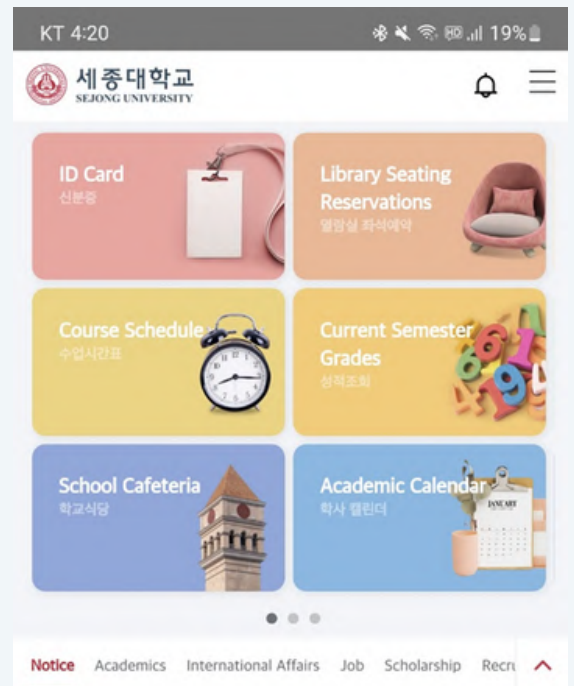 KT 4:20
19%
세종대학교
SEJONG UNIVERSITY
ID Card
신분증
Library Seating
Reservations
열람실 좌석예약
Course Schedule
수업시간표
Current Semester
Grades
성적조회
School Cafeteria
학교식당
Academic Calendar
학사 캘린더
JANUARY
Notice Academics International Affairs Job Scholarship Recru